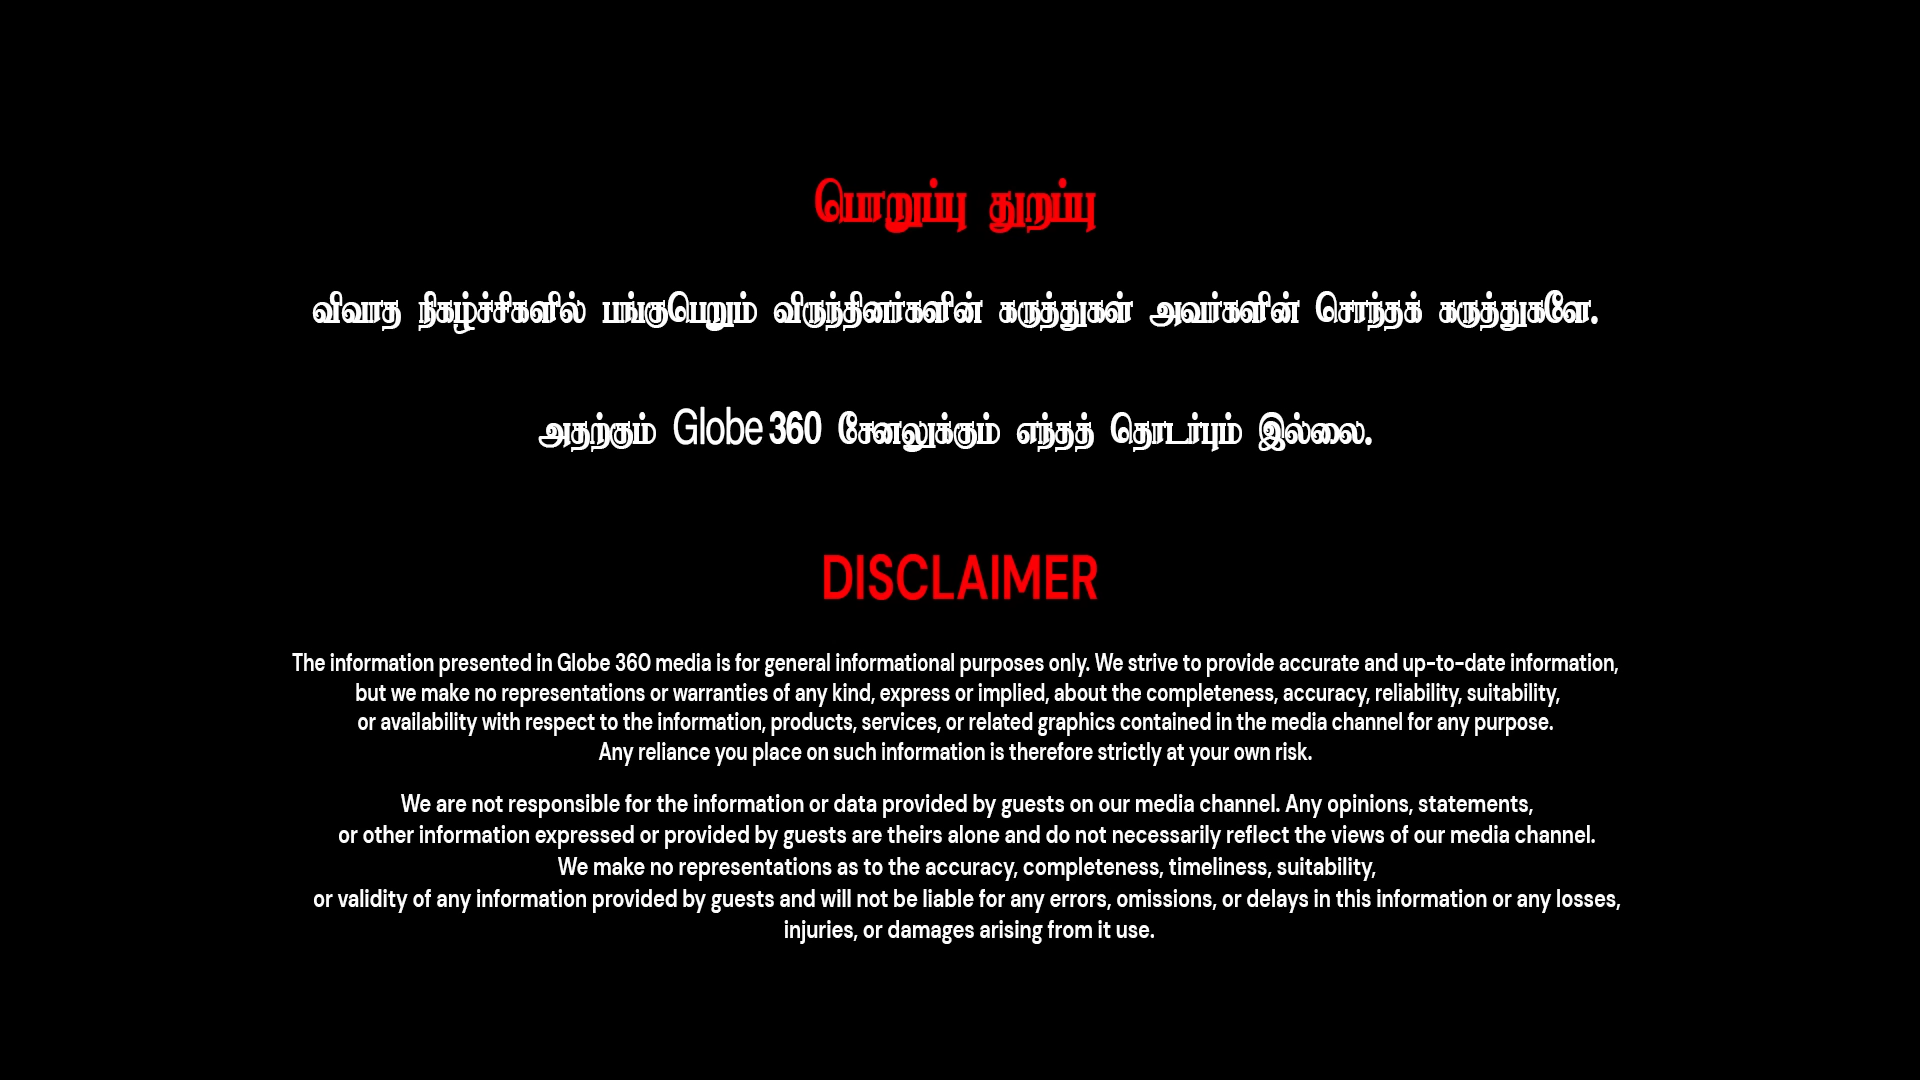 பொறுப்பு துறப்பு
விவாத நிகழ்ச்சிகளில் பங்குபெறும் விருந்தினர்களின் கருத்துகள் அவர்களின் சொந்தக் கருத்துகளே.
அதற்கும் Globe 360 சேனலுக்கும் எந்தத் தொடர்பும் இல்லை.
DISCLAIMER
The information presented in Globe 360 media is for general informational purposes only. We strive to provide accurate and up-to-date information,
but we make no representations or warranties of any kind, express or implied, about the completeness, accuracy, reliability, suitability,
or availability with respect to the information, products, services, or related graphics contained in the media channel for any purpose.
Any reliance you place on such information is therefore strictly at your own risk.
We are not responsible for the information or data provided by guests on our media channel. Any opinions, statements,
or other information expressed or provided by guests are theirs alone and do not necessarily reflect the views of our media channel.
We make no representations as to the accuracy, completeness, timeliness, suitability,
or validity of any information provided by guests and will not be liable for any errors, omissions, or delays in this information or any losses,
injuries, or damages arising from it use.